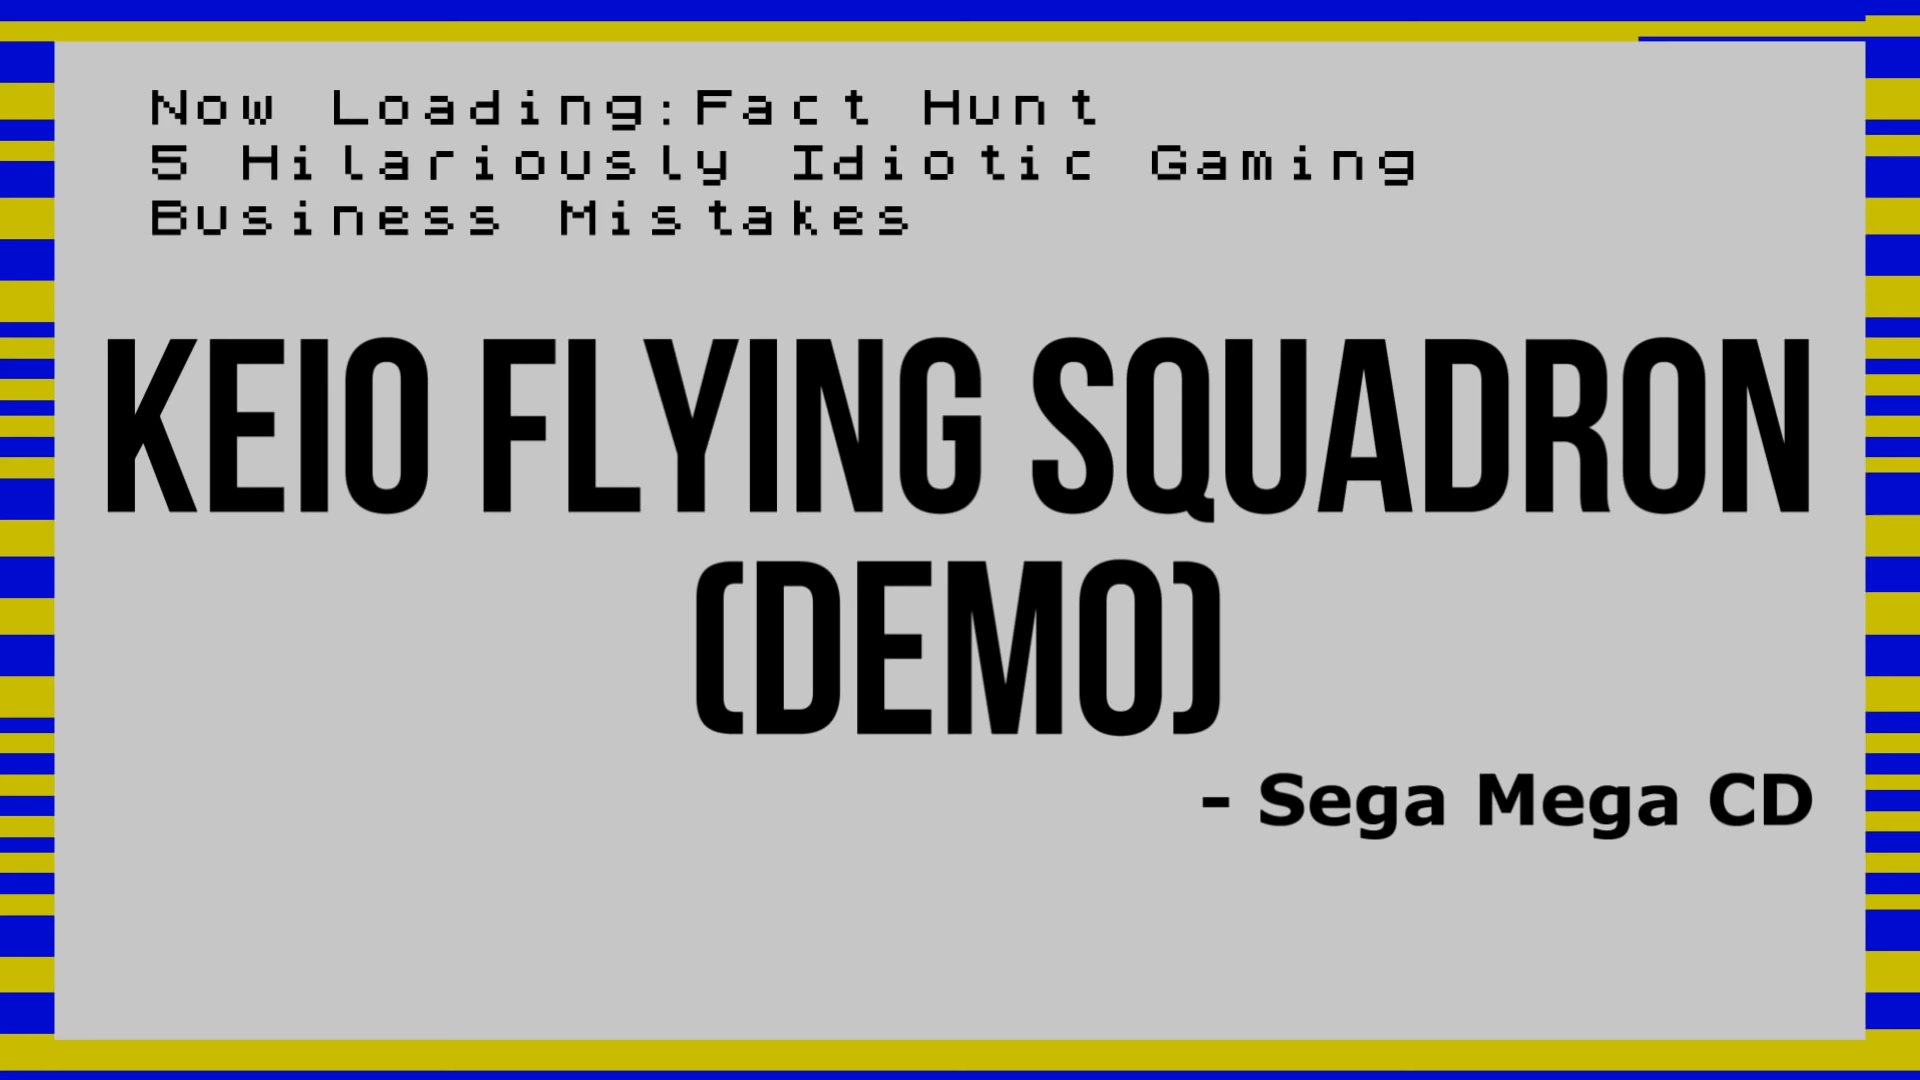 Now Loading:Fact Hunt
5 Hilariously Idiotic Gaming
Business Mistakes
KEIO FLYING SQUADRON
(DEMO)
- Sega Mega CD